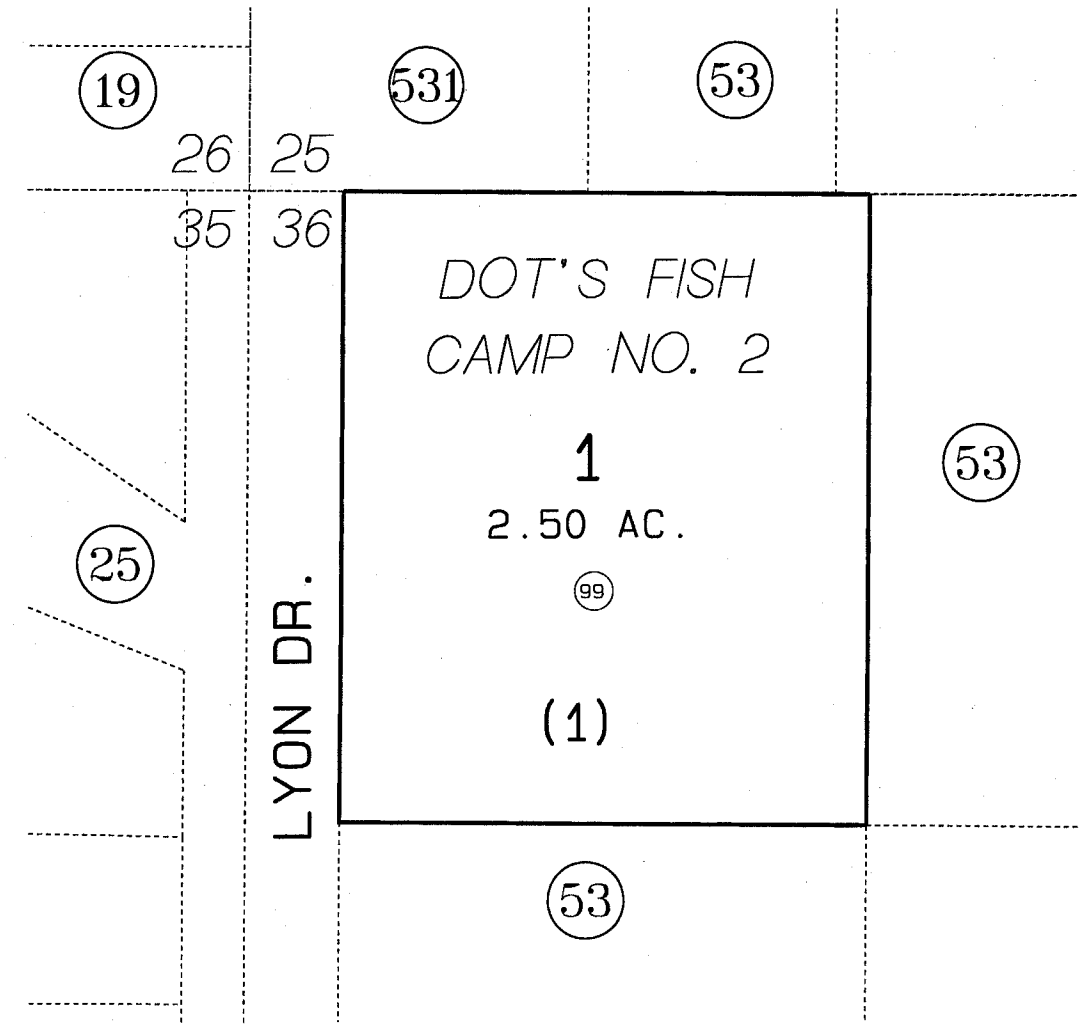 19
531
53
26 25
35 36
DOT'S FISH
CAMP NO. 2
1
2.50 AC.
99
(1)
53
25
LYON DR.
53